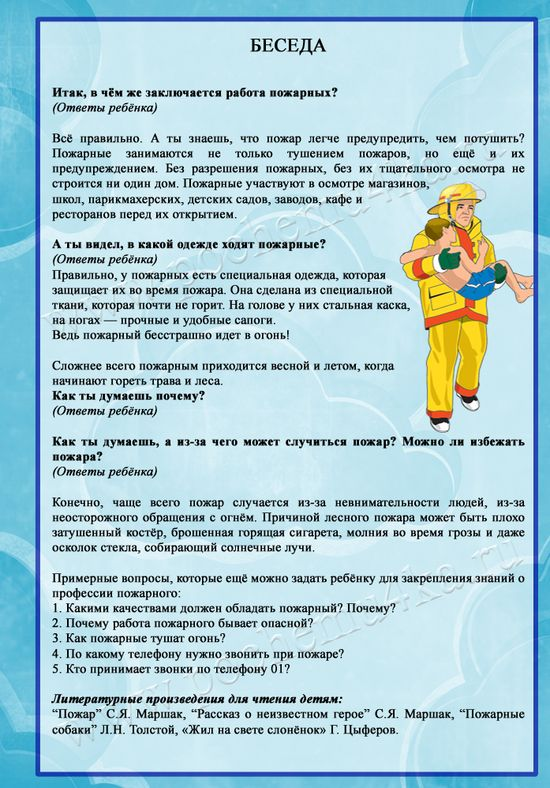 БЕСЕДА
Итак, в чём же заключается работа пожарных?
(Ответы ребёнка)
Всё правильно. А ты знаешь, что пожар легче предупредить, чем потушить?
Пожарные занимаются не только тушением пожаров, но ещё и их
предупреждением. Без разрешения пожарных, без их тщательного осмотра не
строится ни один дом. Пожарные участвуют в осмотре магазинов,
школ, парикмахерских, детских садов, заводов, кафе и
ресторанов перед их открытием.
А ты видел, в какой одежде ходят пожарные?
(Ответы ребёнка)
Правильно, у пожарных есть специальная одежда, которая
защищает их во время пожара. Она сделана из специальной
ткани, которая почти не горит. На голове у них стальная каска,
на ногах — прочные и удобные сапоги.
Ведь пожарный бесстрашно идет в огонь!
Сложнее всего пожарным приходится весной и летом, когда
начинают гореть трава и леса.
Как ты думаешь почему?
(Ответы ребёнка)
Как ты думаешь, а из-за чего может случиться пожар? Можно ли избежать
пожара?
(Ответы ребёнка)
Конечно, чаще всего пожар случается из-за невнимательности людей, из-за
неосторожного обращения с огнём. Причиной лесного пожара может быть плохо
затушенный костёр, брошенная горящая сигарета, молния во время грозы и даже
осколок стекла, собирающий солнечные лучи.
Примерные вопросы, которые ещё можно задать ребёнку для закрепления знаний о
профессии пожарного:
1. Какими качествами должен обладать пожарный? Почему?
2. Почему работа пожарного бывает опасной?
3. Как пожарные тушат огонь?
4. По какому телефону нужно звонить при пожаре?
5. Кто принимает звонки по телефону 01?
Литературные произведения для чтения детям:
“Пожар” С.Я. Маршак, “Рассказ о неизвестном герое” С.Я. Маршак, “Пожарные
собаки” Л.Н. Толстой, «Жил на свете слонёнок» Г. Цыферов.
www.pochemu4ka.ru
www.pochemu4ka.ru